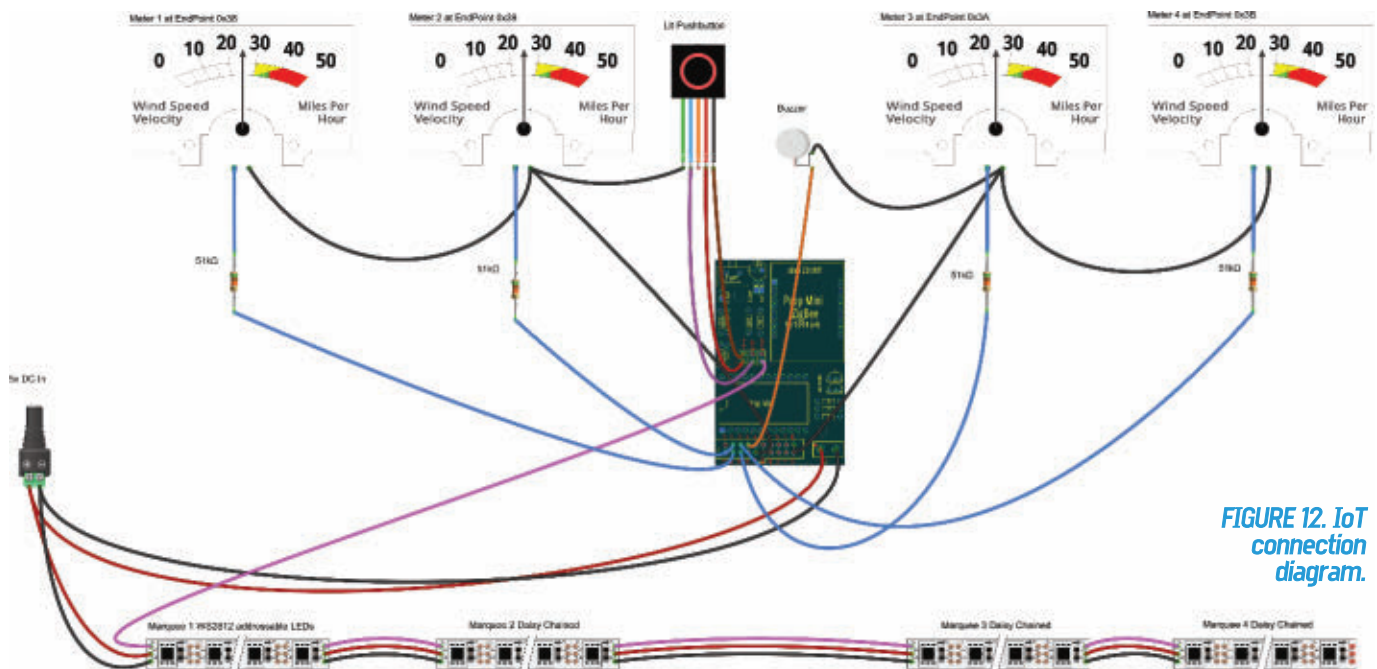 Meter 1 at EndPoint 0x38
0 10 20 30 40 50
Wind Speed Velocity
Miles Per Hour
Meter 2 at EndPoint 0x39
0 10 20 30 40 50
Wind Speed Velocity
Miles Per Hour
Lit Pushbutton
Buzzer
Meter 3 at EndPoint 0x3A
0 10 20 30 40 50
Wind Speed Velocity
Miles Per Hour
Meter 4 at EndPoint 0x3B
0 10 20 30 40 50
Wind Speed Velocity
Miles Per Hour
51kΩ
51kΩ
51kΩ
51kΩ
Prop Mini
ZigBee
5v DC In
FIGURE 12. IoT
connection
diagram.
Marquee 1 WS2812 addressable LEDs
Marquee 2 Daisy Chained
Marquee 3 Daisy Chained
Marquee 4 Daisy Chained